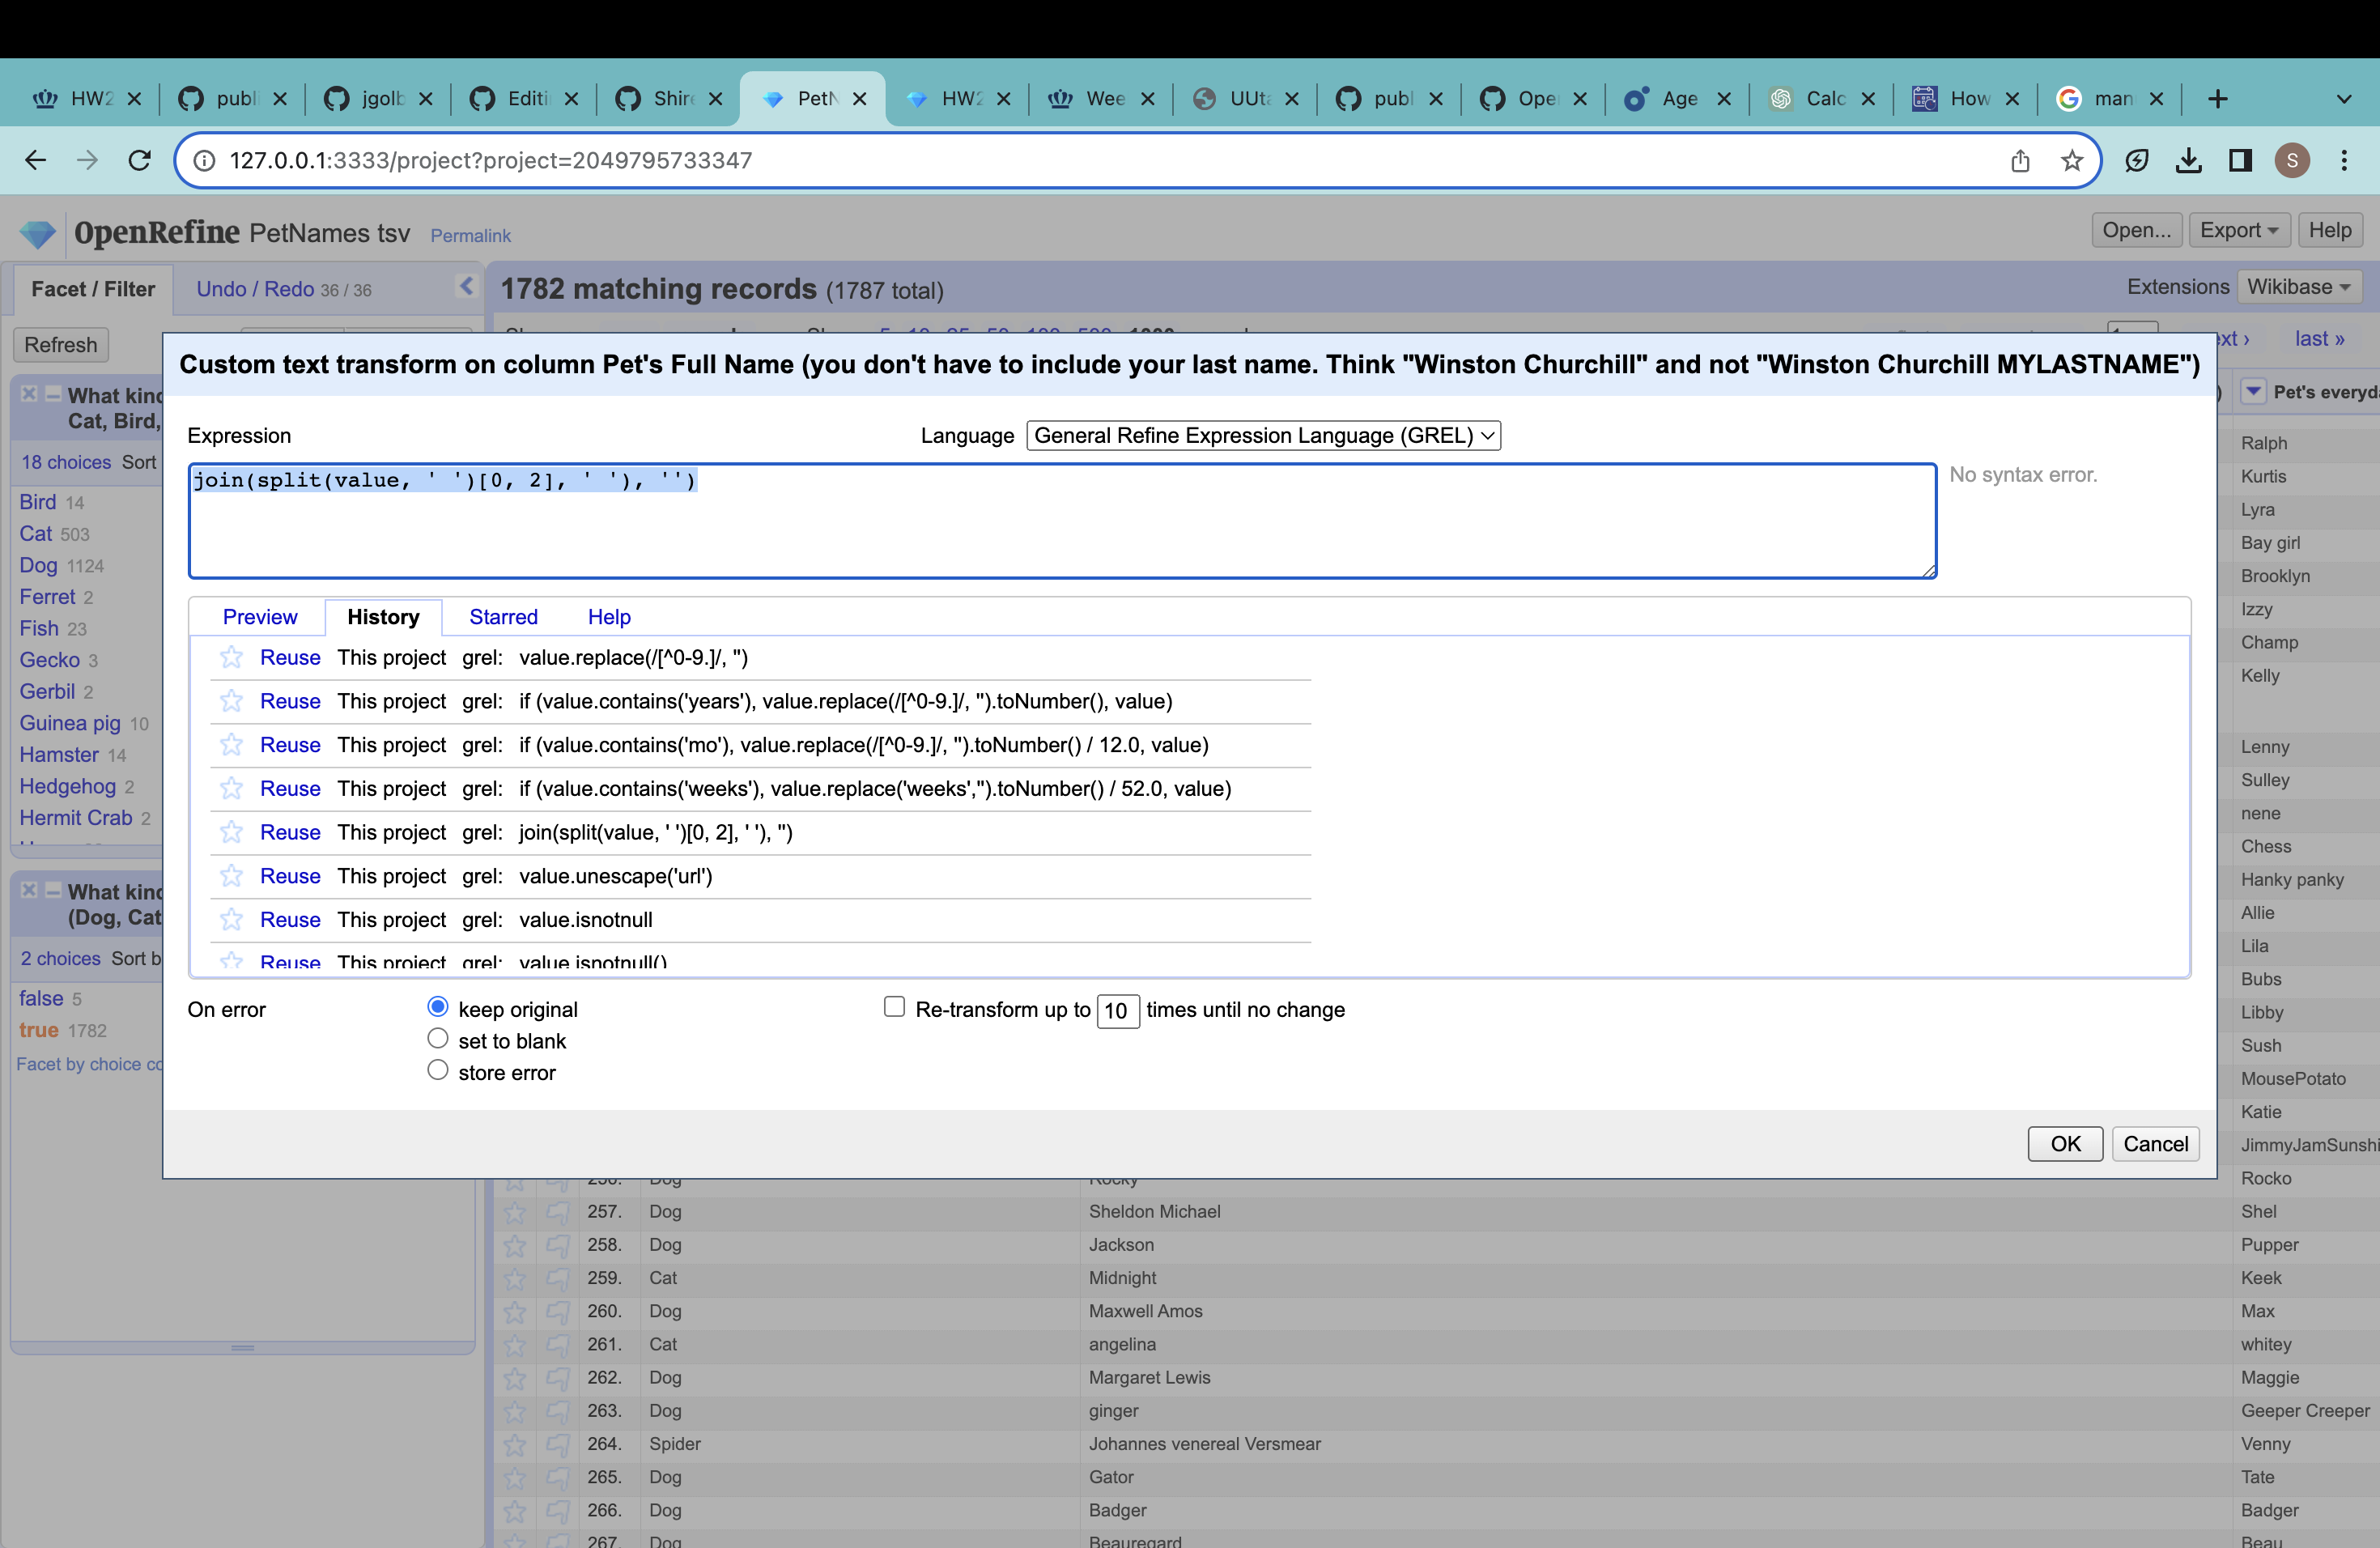 HW2
publi
jgolb
Editi
Shire
PetN
HW2
Wee
UUta
publ
Ope
Age
Calc
How
man
127.0.0.1:3333/project?project=2049795733347
S
OpenRefine PetNames tsv Permalink
Open... Export Help
Facet / Filter
Undo / Redo 36 / 36
1782 matching records (1787 total)
Extensions Wikibase
Refresh
last »
Custom text transform on column Pet's Full Name (you don't have to include your last name. Think "Winston Churchill" and not "Winston Churchill MYLASTNAME")
What kind
Cat, Bird,
18 choices Sort
Bird 14
Cat 503
Dog 1124
Ferret 2
Fish 23
Gecko 3
Gerbil 2
Guinea pig 10
Hamster 14
Hedgehog 2
Hermit Crab 2
What kind
(Dog, Cat
2 choices Sort b
false 5
true 1782
Facet by choice co
Expression
Language General Refine Expression Language (GREL)
join(split(value, ' ')[0, 2], ' '), '')
No syntax error.
Preview History Starred Help
Reuse This project grel: value.replace(/[^0-9.]/, '')
Reuse This project grel: if (value.contains('years'), value.replace(/[^0-9.]/, '').toNumber(), value)
Reuse This project grel: if (value.contains('mo'), value.replace(/[^0-9.]/, '').toNumber() / 12.0, value)
Reuse This project grel: if (value.contains('weeks'), value.replace('weeks','').toNumber() / 52.0, value)
Reuse This project grel: join(split(value, ' ')[0, 2], ' '), '')
Reuse This project grel: value.unescape('url')
Reuse This project grel: value.isnotnull
Reuse This project grel: value.isnotnull()
On error
keep original
set to blank
store error
Re-transform up to 10 times until no change
OK Cancel
Pet's everyd
Ralph
Kurtis
Lyra
Bay girl
Brooklyn
Izzy
Champ
Kelly
Lenny
Sulley
nene
Chess
Hanky panky
Allie
Lila
Bubs
Libby
Sush
MousePotato
Katie
JimmyJamSunshi
256. Dog Rocky Rocko
257. Dog Sheldon Michael Shel
258. Dog Jackson Pupper
259. Cat Midnight Keek
260. Dog Maxwell Amos Max
261. Cat angelina whitey
262. Dog Margaret Lewis Maggie
263. Dog ginger Geeper Creeper
264. Spider Johannes venereal Versmear Venny
265. Dog Gator Tate
266. Dog Badger Badger
267. Dog Beauregard Beau